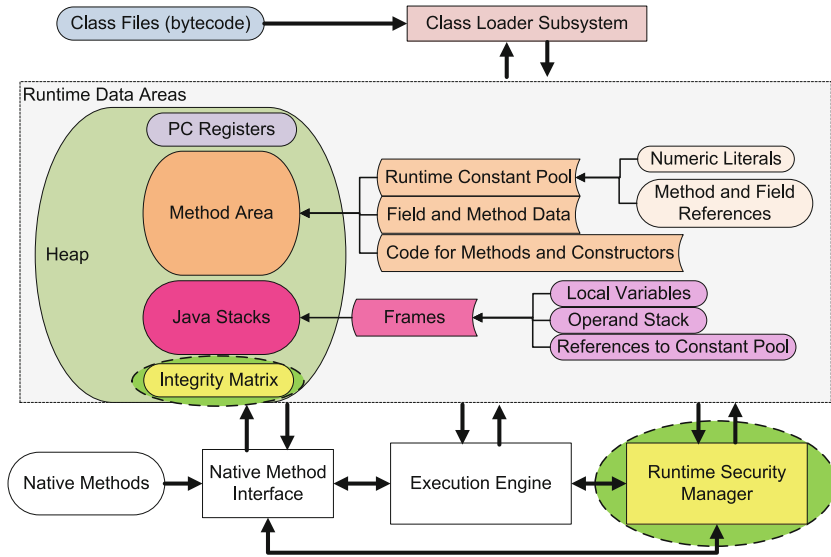 Class Files (bytecode)
Class Loader Subsystem
Runtime Data Areas
PC Registers
Numeric Literals
Runtime Constant Pool
Method and Field
References
Method Area
Field and Method Data
Heap
Code for Methods and Constructors
Local Variables
Java Stacks
Frames
Operand Stack
References to Constant Pool
Integrity Matrix
Native Methods
Native Method
Interface
Execution Engine
Runtime Security
Manager